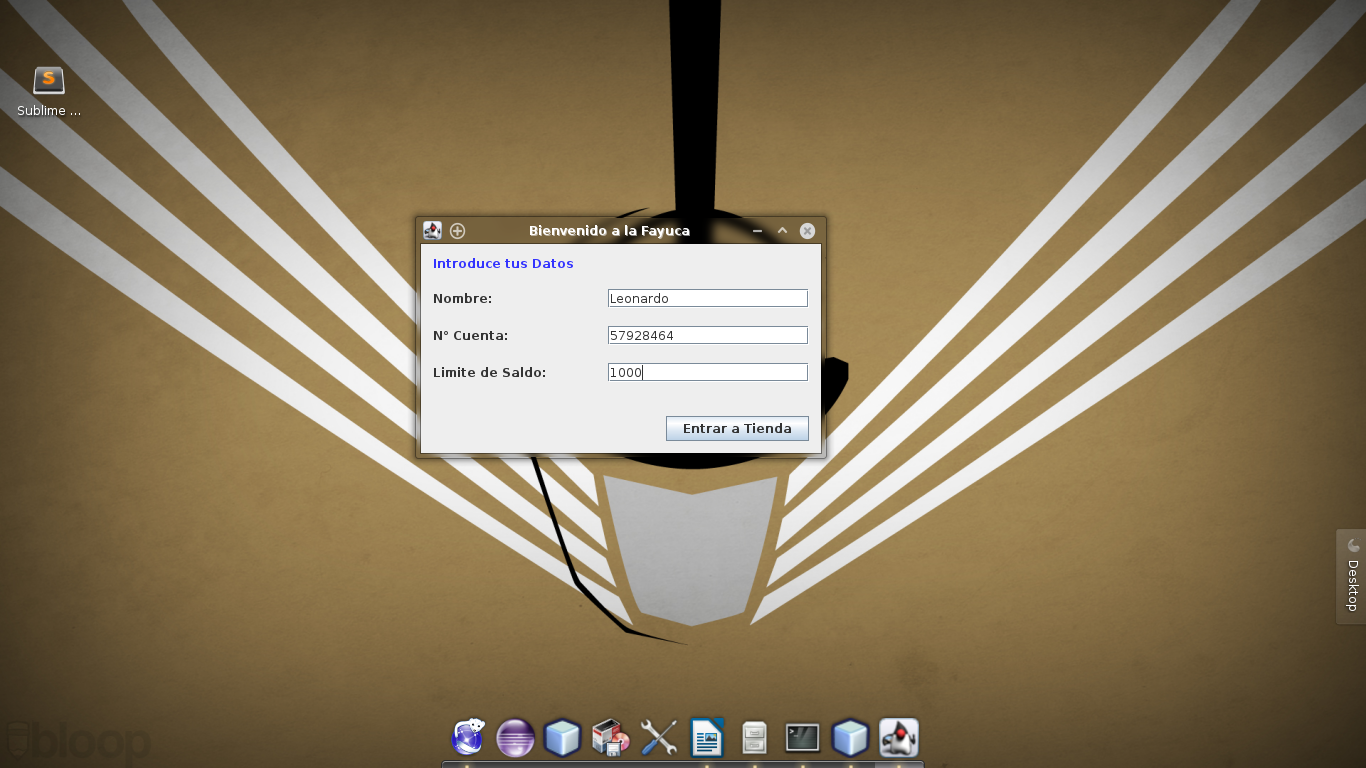 Sublime ...
Bienvenido a la Fayuca
Introduce tus Datos
Nombre:
Leonardo
N° Cuenta:
57928464
Limite de Saldo:
1000
Entrar a Tienda
Desktop
bloop